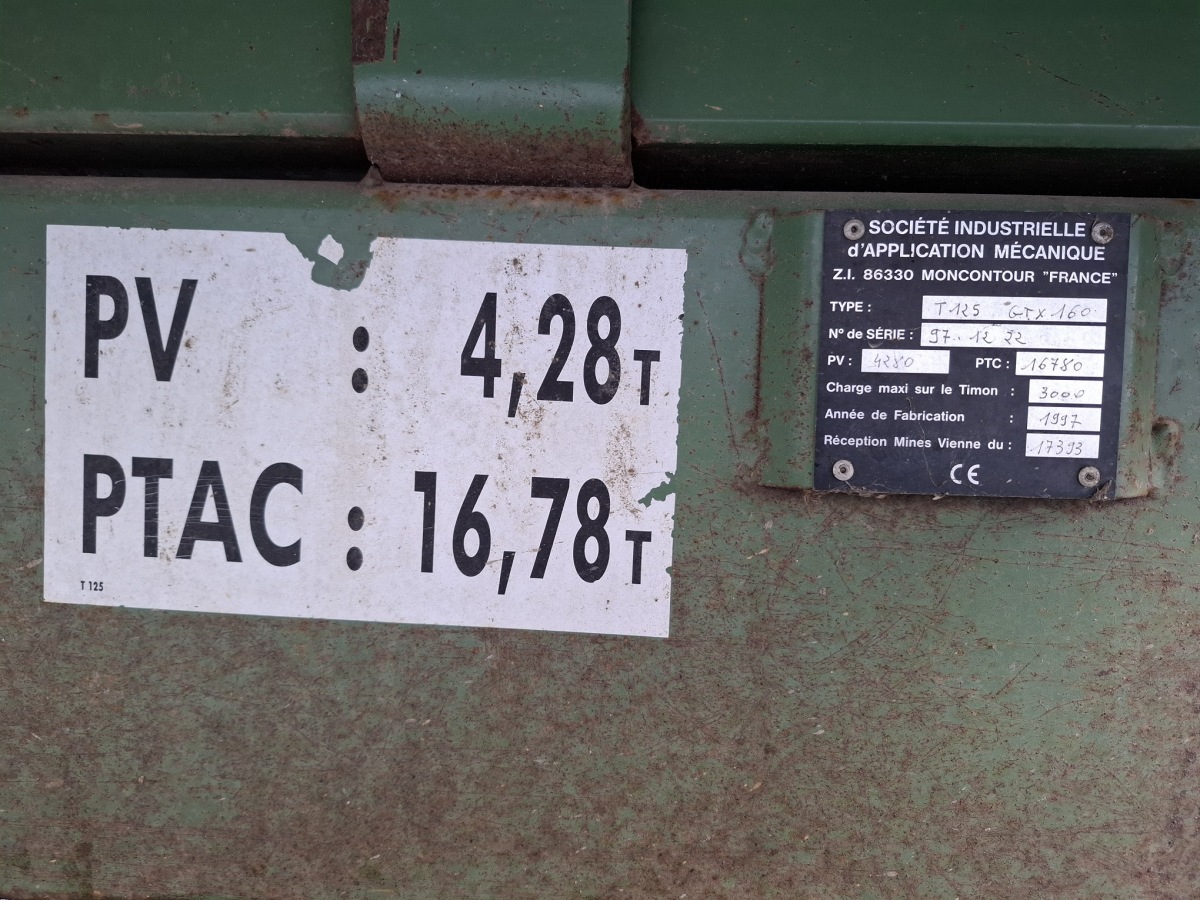 PV : 4,28 T
PTAC : 16,78 T
T 125
SOCIÉTÉ INDUSTRIELLE
d'APPLICATION MÉCANIQUE
Z.I. 86330 MONCONTOUR "FRANCE"
TYPE : T125 GTX160
N° de SÉRIE : 97.12 22
PV : 4280 PTC : 16780
Charge maxi sur le Timon : 3000
Année de Fabrication : 1997
Réception Mines Vienne du : 17393
CE